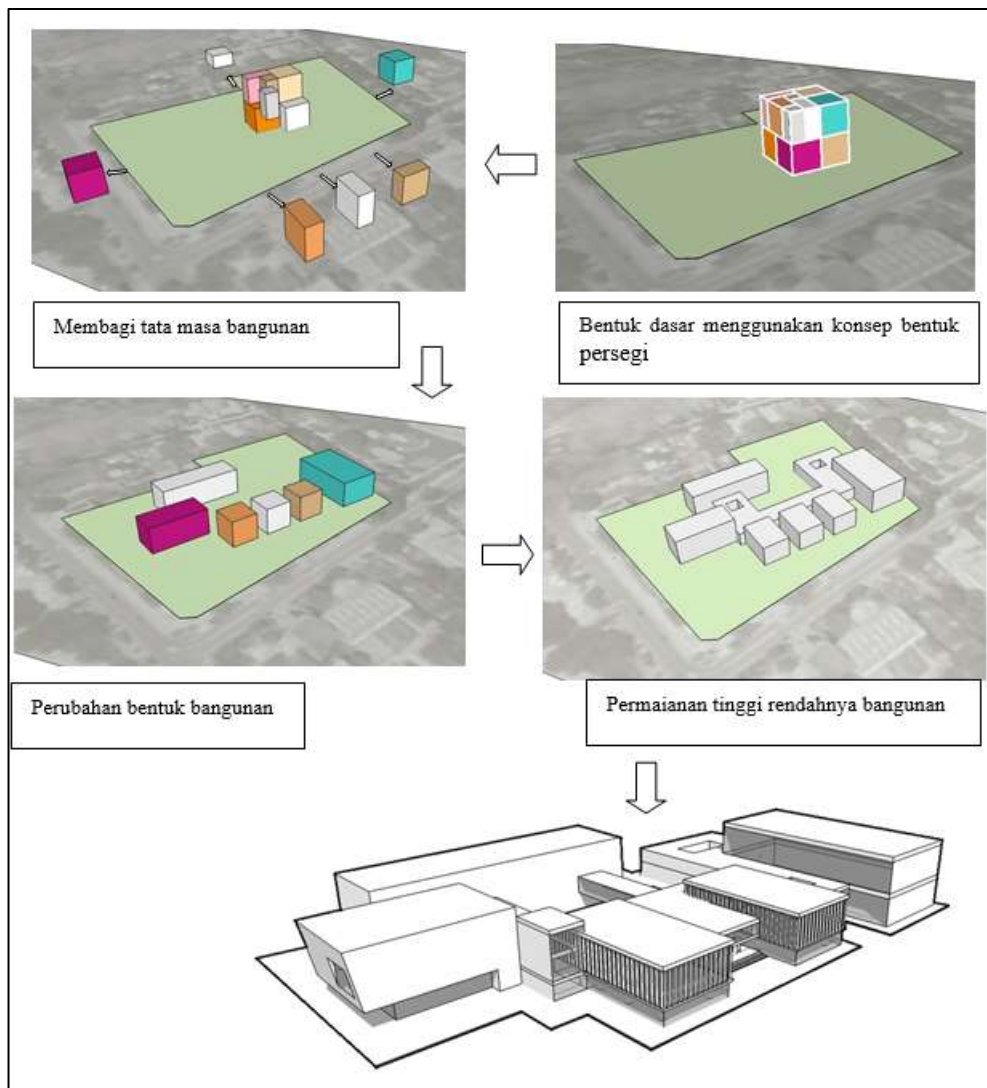 Membagi tata masa bangunan
Bentuk dasar menggunakan konsep bentuk
persegi
Perubahan bentuk bangunan
Permaianan tinggi rendahnya bangunan